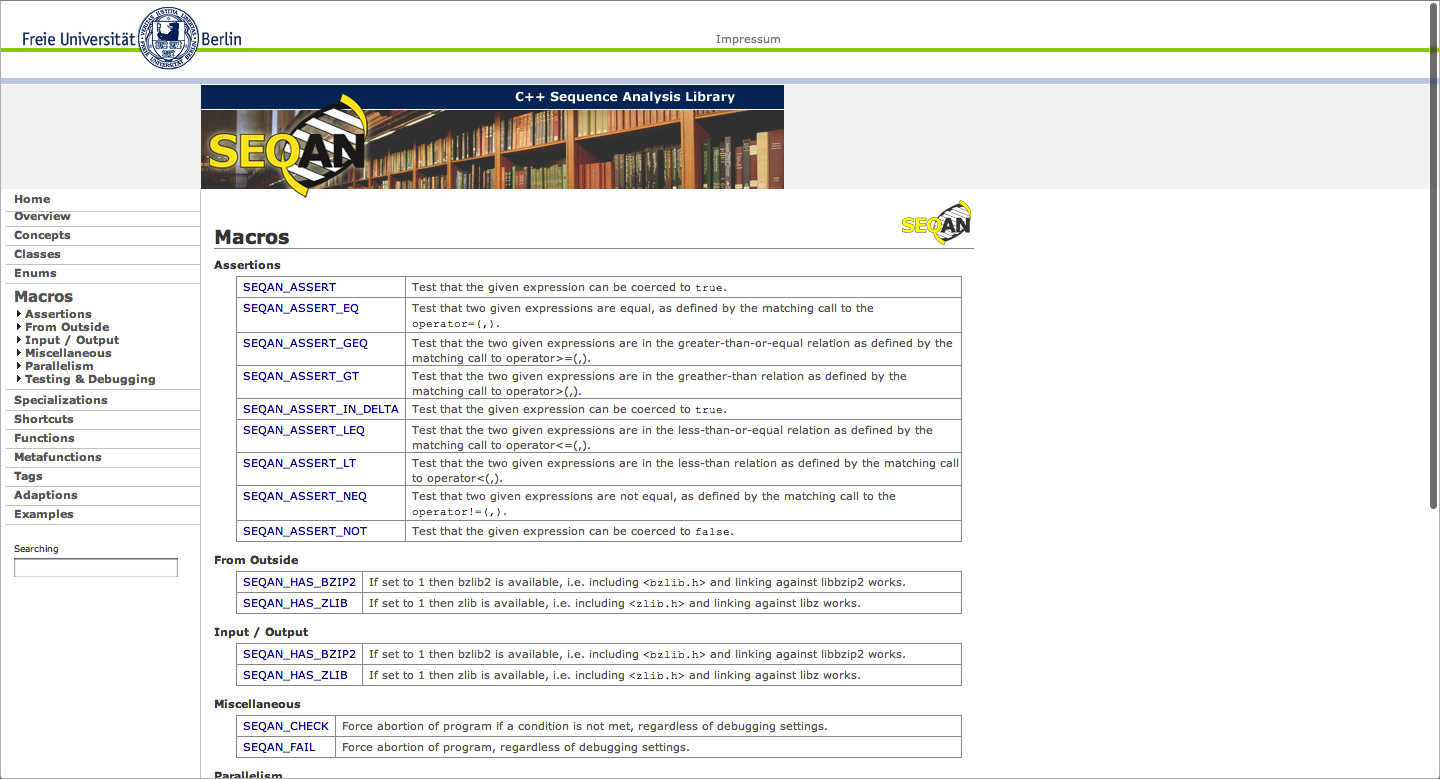 Freie Universität Berlin
Impressum
C++ Sequence Analysis Library
SEQAN
Home
Overview
Concepts
Classes
Enums
Macros
Assertions
From Outside
Input / Output
Miscellaneous
Parallelism
Testing & Debugging
Specializations
Shortcuts
Functions
Metafunctions
Tags
Adaptions
Examples
Searching
SEQAN
Macros
Assertions
SEQAN_ASSERT Test that the given expression can be coerced to true.
SEQAN_ASSERT_EQ Test that two given expressions are equal, as defined by the matching call to the
operator=(,).
SEQAN_ASSERT_GEQ Test that the two given expressions are in the greater-than-or-equal relation as defined by the
matching call to operator>=(,).
SEQAN_ASSERT_GT Test that the two given expressions are in the greather-than relation as defined by the
matching call to operator>(,).
SEQAN_ASSERT_IN_DELTA Test that the given expression can be coerced to true.
SEQAN_ASSERT_LEQ Test that the two given expressions are in the less-than-or-equal relation as defined by the
matching call to operator<=(,).
SEQAN_ASSERT_LT Test that the two given expressions are in the less-than relation as defined by the matching call
to operator<(,).
SEQAN_ASSERT_NEQ Test that two given expressions are not equal, as defined by the matching call to the
operator!=(,).
SEQAN_ASSERT_NOT Test that the given expression can be coerced to false.
From Outside
SEQAN_HAS_BZIP2 If set to 1 then bzlib2 is available, i.e. including <bzlib.h> and linking against libbzip2 works.
SEQAN_HAS_ZLIB If set to 1 then zlib is available, i.e. including <zlib.h> and linking against libz works.
Input / Output
SEQAN_HAS_BZIP2 If set to 1 then bzlib2 is available, i.e. including <bzlib.h> and linking against libbzip2 works.
SEQAN_HAS_ZLIB If set to 1 then zlib is available, i.e. including <zlib.h> and linking against libz works.
Miscellaneous
SEQAN_CHECK Force abortion of program if a condition is not met, regardless of debugging settings.
SEQAN_FAIL Force abortion of program, regardless of debugging settings.
Parallelism